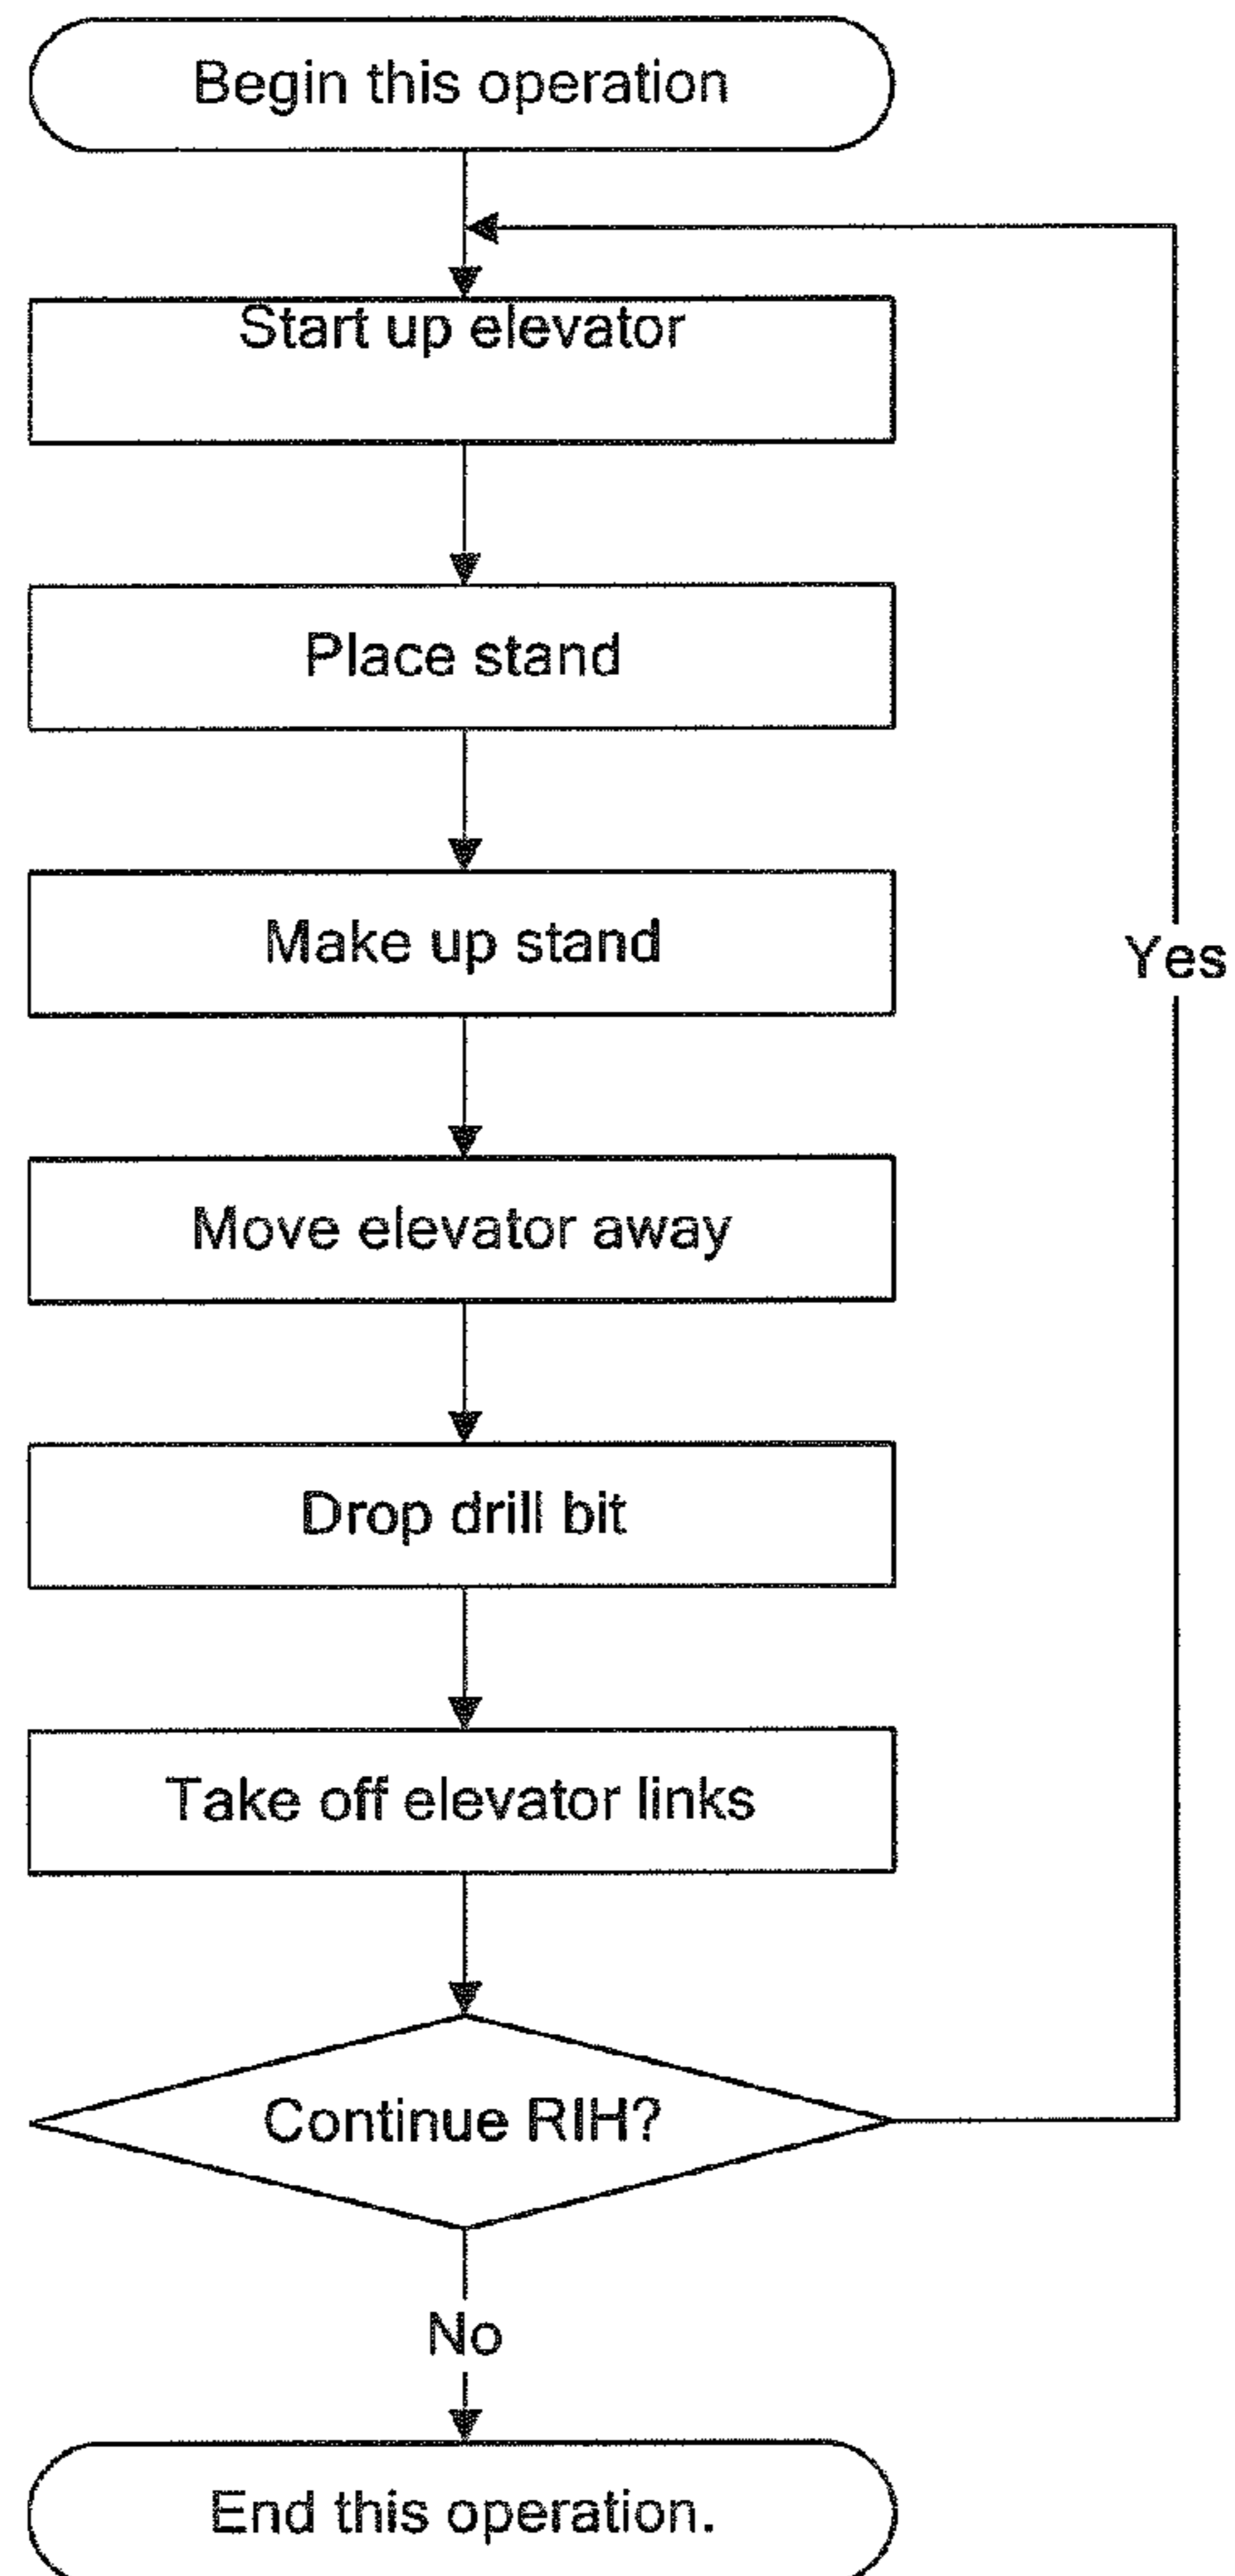 Begin this operation
Start up elevator
Place stand
Make up stand
Yes
Move elevator away
Drop drill bit
Take off elevator links
Continue RIH?
No
End this operation.